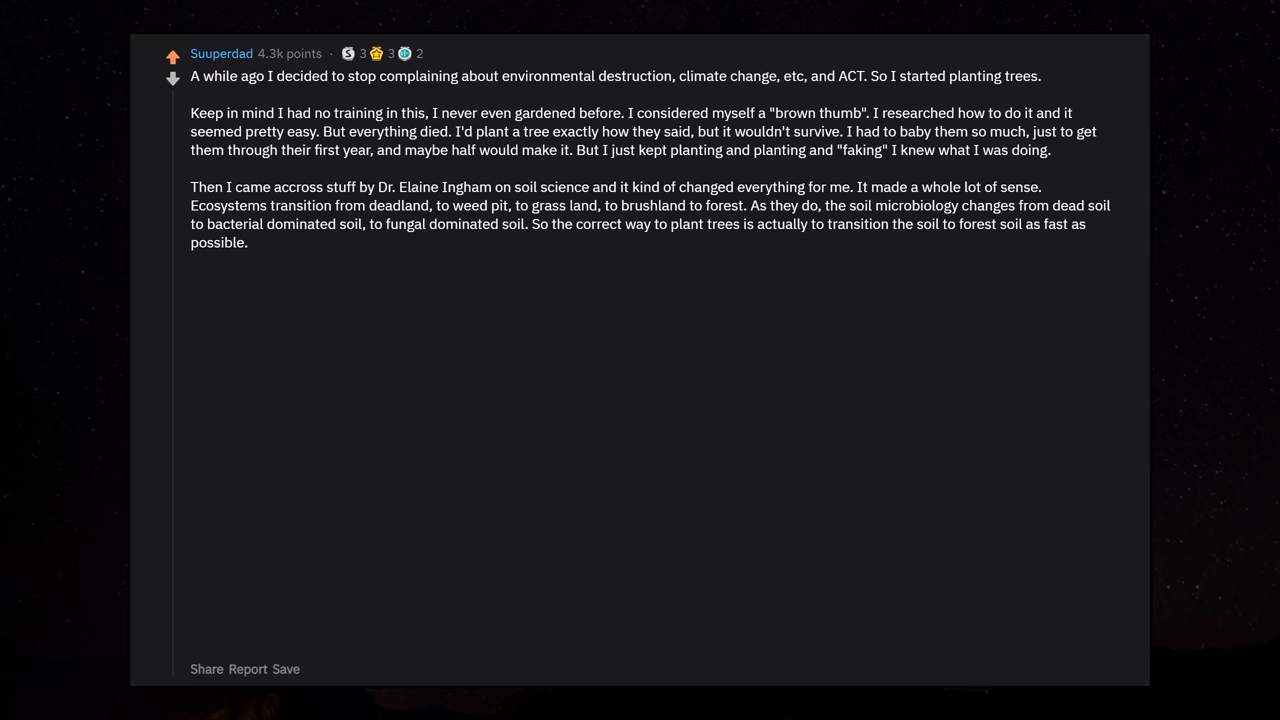 Suuperdad 4.3k points · 3 3 2
A while ago I decided to stop complaining about environmental destruction, climate change, etc, and ACT. So I started planting trees.
Keep in mind I had no training in this, I never even gardened before. I considered myself a "brown thumb". I researched how to do it and it
seemed pretty easy. But everything died. I'd plant a tree exactly how they said, but it wouldn't survive. I had to baby them so much, just to get
them through their first year, and maybe half would make it. But I just kept planting and planting and "faking" I knew what I was doing.
Then I came accross stuff by Dr. Elaine Ingham on soil science and it kind of changed everything for me. It made a whole lot of sense.
Ecosystems transition from deadland, to weed pit, to grass land, to brushland to forest. As they do, the soil microbiology changes from dead soil
to bacterial dominated soil, to fungal dominated soil. So the correct way to plant trees is actually to transition the soil to forest soil as fast as
possible.
Share Report Save